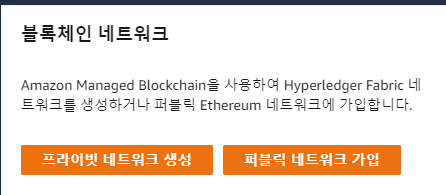 블록체인 네트워크
Amazon Managed Blockchain을 사용하여 Hyperledger Fabric 네
트워크를 생성하거나 퍼블릭 Ethereum 네트워크에 가입합니다.
프라이빗 네트워크 생성
퍼블릭 네트워크 가입